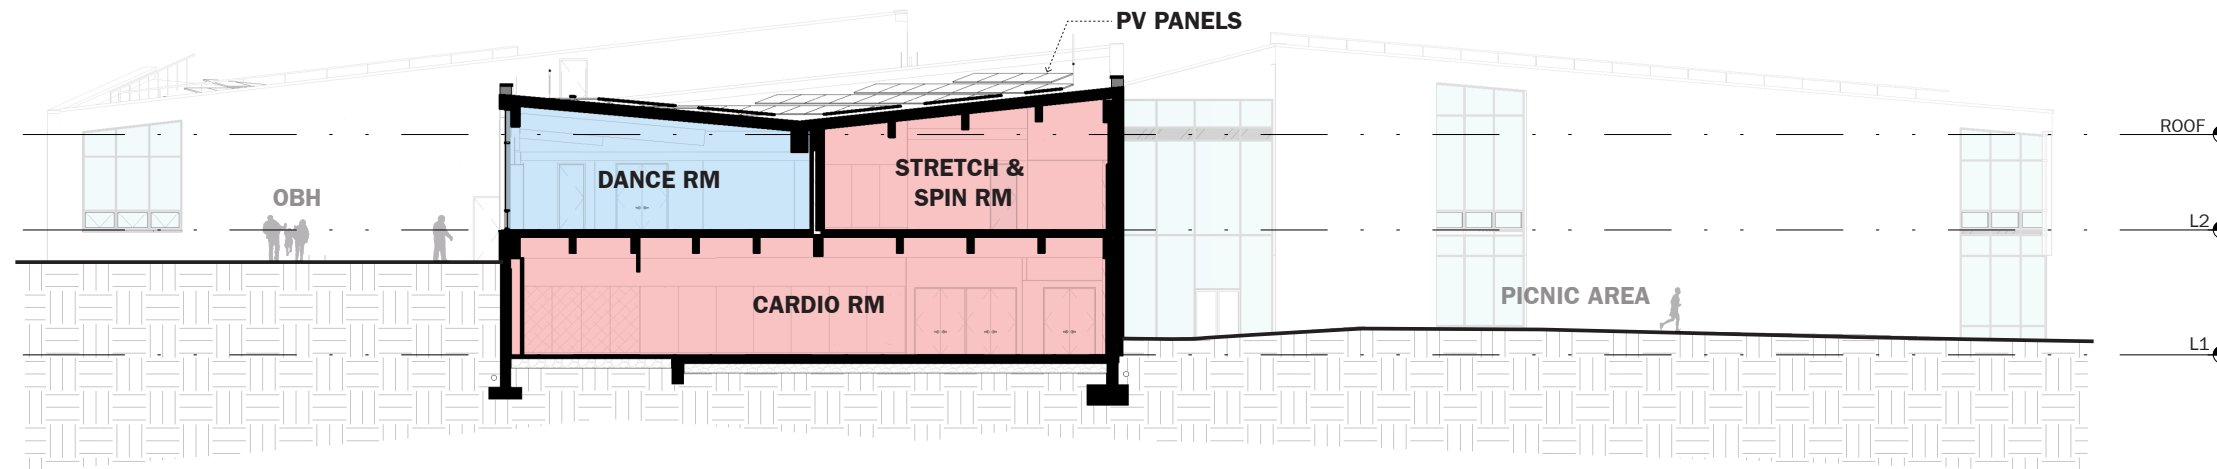 PV PANELS
ROOF
DANCE RM
STRETCH &
SPIN RM
OBH
L2
CARDIO RM
PICNIC AREA
L1